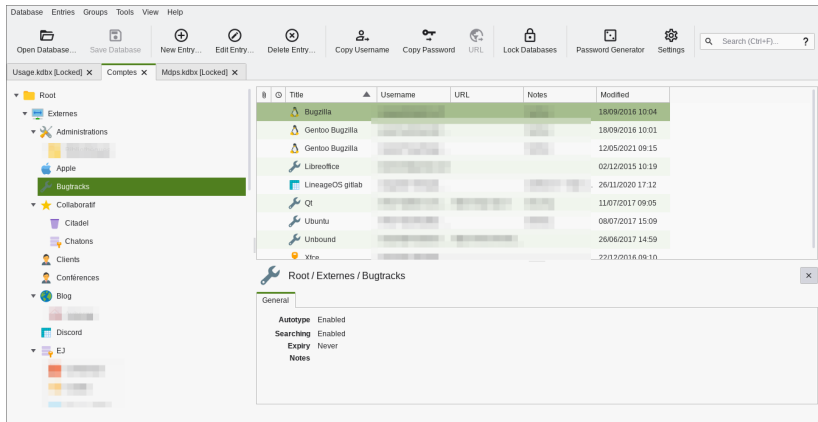 Database Entries Groups Tools View Help
Open Database... Save Database New Entry... Edit Entry... Delete Entry... Copy Username Copy Password URL Lock Databases Password Generator Settings Search (Ctrl+F)... ?
Usage.kdbx [Locked] Comptes Mdps.kdbx [Locked]
Root
Externes
Administrations
Apple
Bugtracks
Collaboratif
Citadel
Chatons
Clients
Conférences
Blog
Discord
EJ
Title Username URL Notes Modified
Bugzilla 18/09/2016 10:04
Gentoo Bugzilla 18/09/2016 10:01
Gentoo Bugzilla 12/05/2021 09:15
Libreoffice 02/12/2015 10:19
LineageOS gitlab 26/11/2020 17:12
Qt 11/07/2017 09:05
Ubuntu 08/07/2017 15:09
Unbound 26/06/2017 14:59
Xfce 22/12/2016 09:10
Root / Externes / Bugtracks
General
Autotype Enabled
Searching Enabled
Expiry Never
Notes